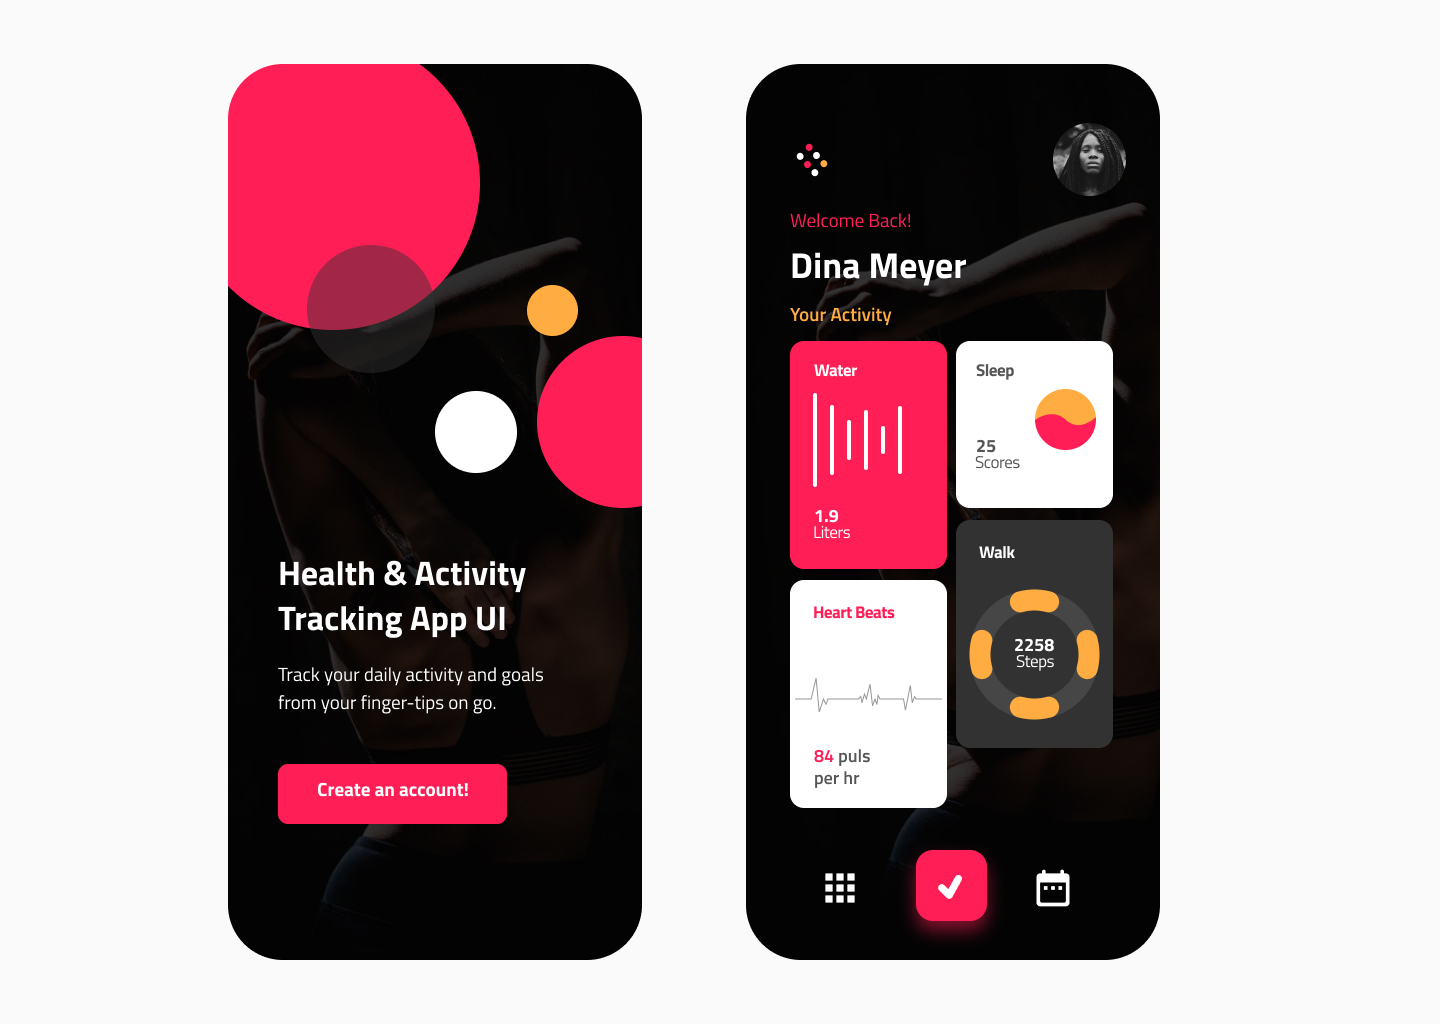 Health & Activity
Tracking App UI
Track your daily activity and goals
from your finger-tips on go.
Create an account!
Welcome Back!
Dina Meyer
Your Activity
Water
1.9
Liters
Sleep
25
Scores
Heart Beats
84 puls
per hr
Walk
2258
Steps